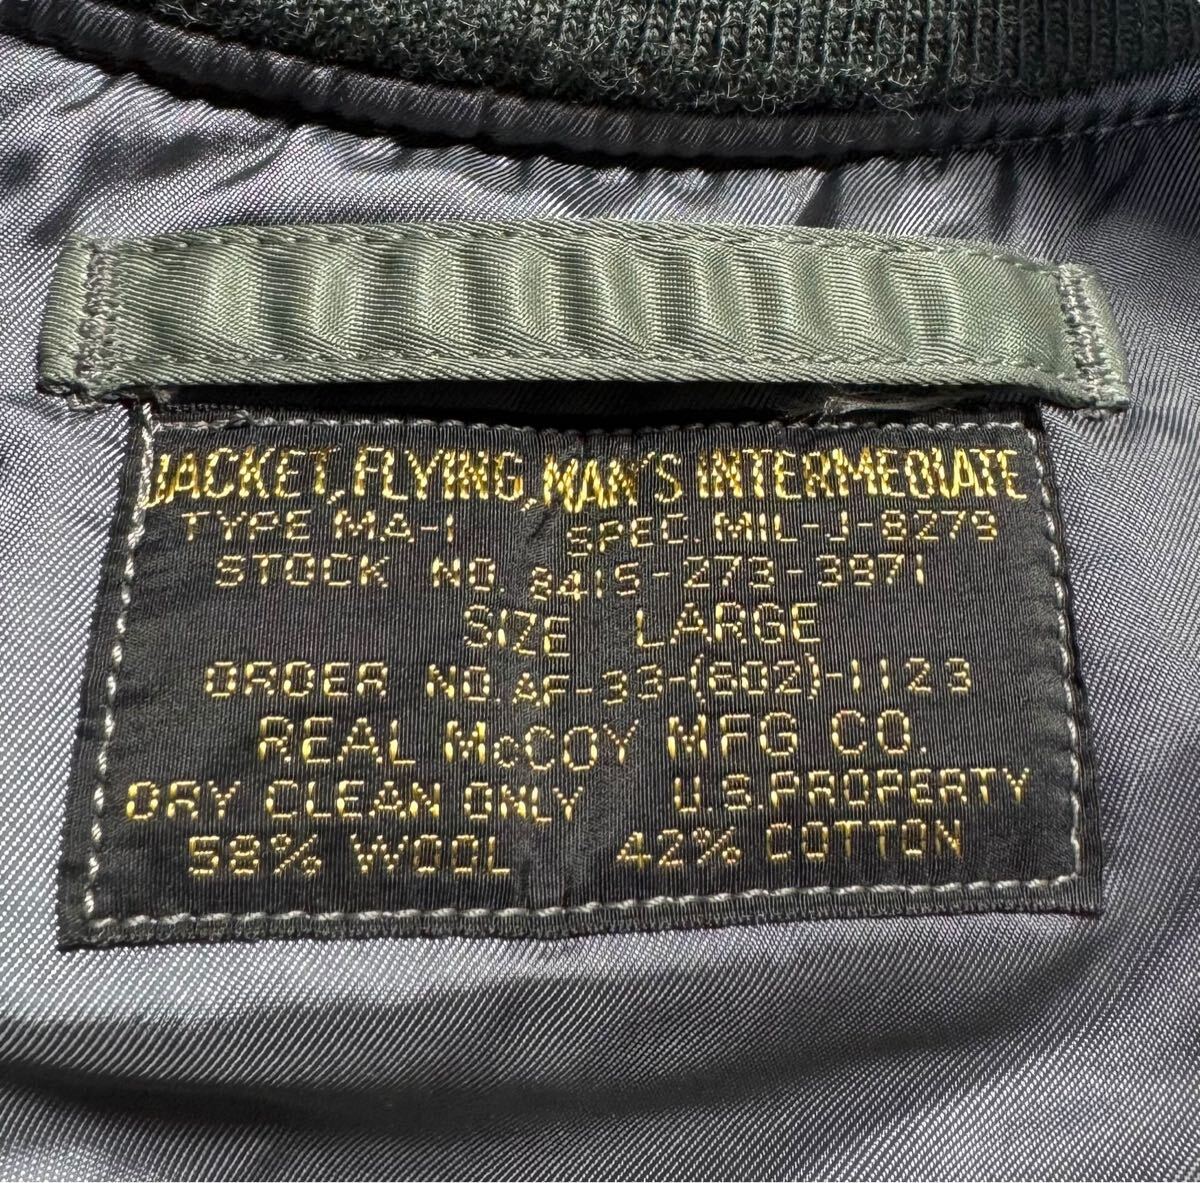 JACKET, FLYING, MAN'S INTERMEDIATE
TYPE MA-1 SPEC. MIL-J-8279
STOCK NO. 8415-273-3971
SIZE LARGE
ORDER NO. AF-33-(602)-1123
REAL McCOY MFG CO.
DRY CLEAN ONLY U.S. PROPERTY
58% WOOL 42% COTTON